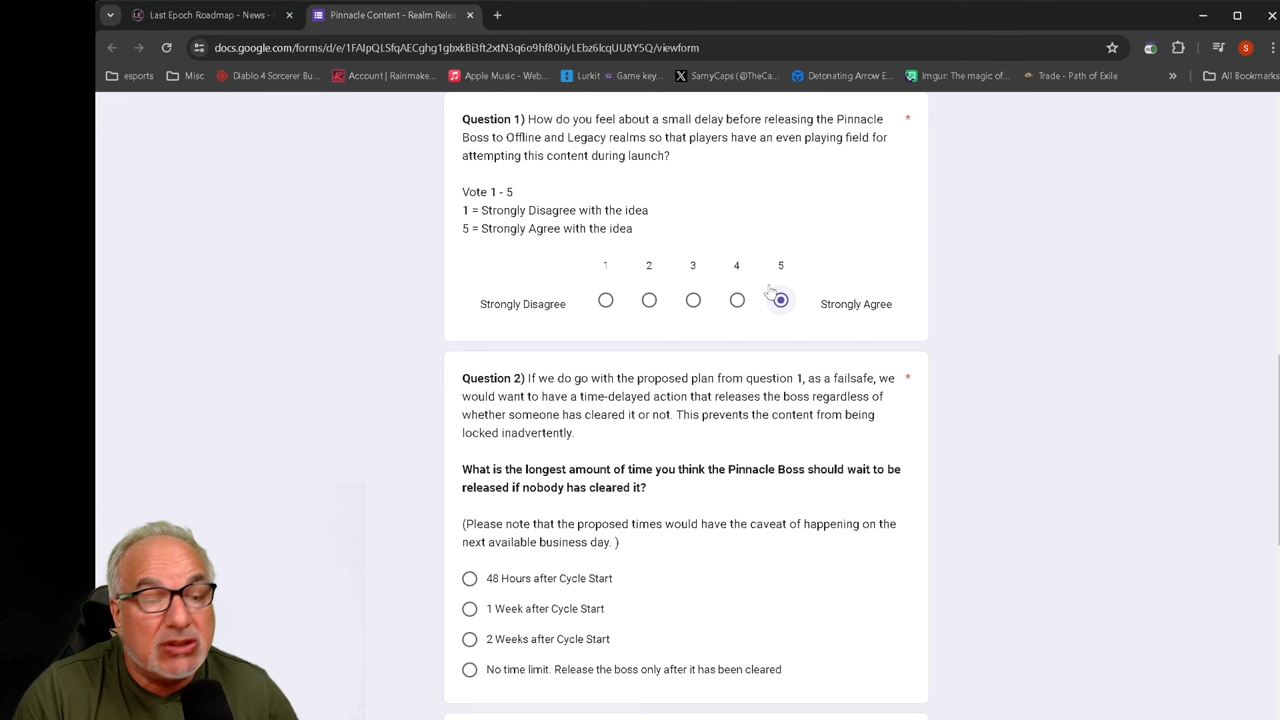 Last Epoch Roadmap - News -
Pinnacle Content - Realm Rele
docs.google.com/forms/d/e/1FAIpQLSfqAECghg1gbxkBi3ft2xtN3q6o9hf80iJyLEbz6lcqUU8Y5Q/viewform
esports
Misc
Diablo 4 Sorcerer Bu...
Account | Rainmake...
Apple Music - Web...
Lurkit
Game key...
SamyCaps (@TheCa...
Detonating Arrow E...
Imgur: The magic of...
Trade - Path of Exile
All Bookmarks
Question 1) How do you feel about a small delay before releasing the Pinnacle *
Boss to Offline and Legacy realms so that players have an even playing field for
attempting this content during launch?
Vote 1 - 5
1 = Strongly Disagree with the idea
5 = Strongly Agree with the idea
1 2 3 4 5
Strongly Disagree Strongly Agree
Question 2) If we do go with the proposed plan from question 1, as a failsafe, we *
would want to have a time-delayed action that releases the boss regardless of
whether someone has cleared it or not. This prevents the content from being
locked inadvertently.
What is the longest amount of time you think the Pinnacle Boss should wait to be
released if nobody has cleared it?
(Please note that the proposed times would have the caveat of happening on the
next available business day. )
48 Hours after Cycle Start
1 Week after Cycle Start
2 Weeks after Cycle Start
No time limit. Release the boss only after it has been cleared